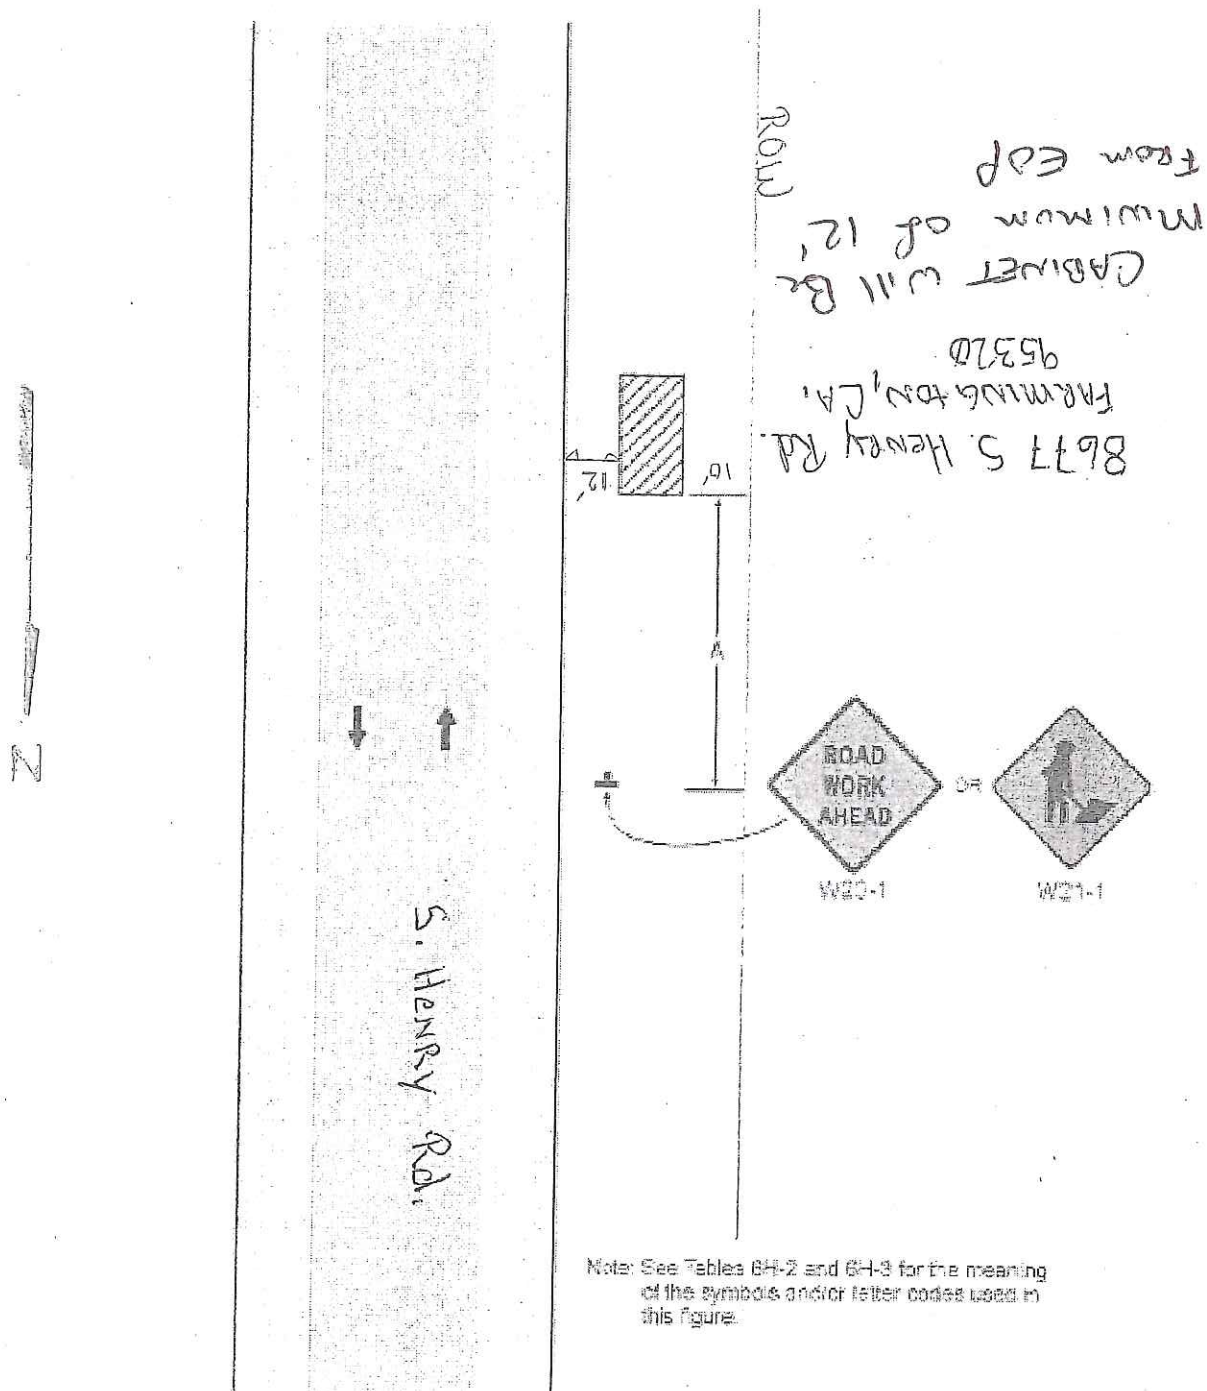 ROW
8677 S. Henry Rd.
FARMINGTON, CA.
95320
CABINET Will Be
MINIMUM of 12'
From EOP
12'
10'
A
ROAD
WORK
AHEAD
OR
W20-1
W21-1
N
S. HENRY Rd.
Note: See Tables 6H-2 and 6H-3 for the meaning
of the symbols and/or letter codes used in
this figure.